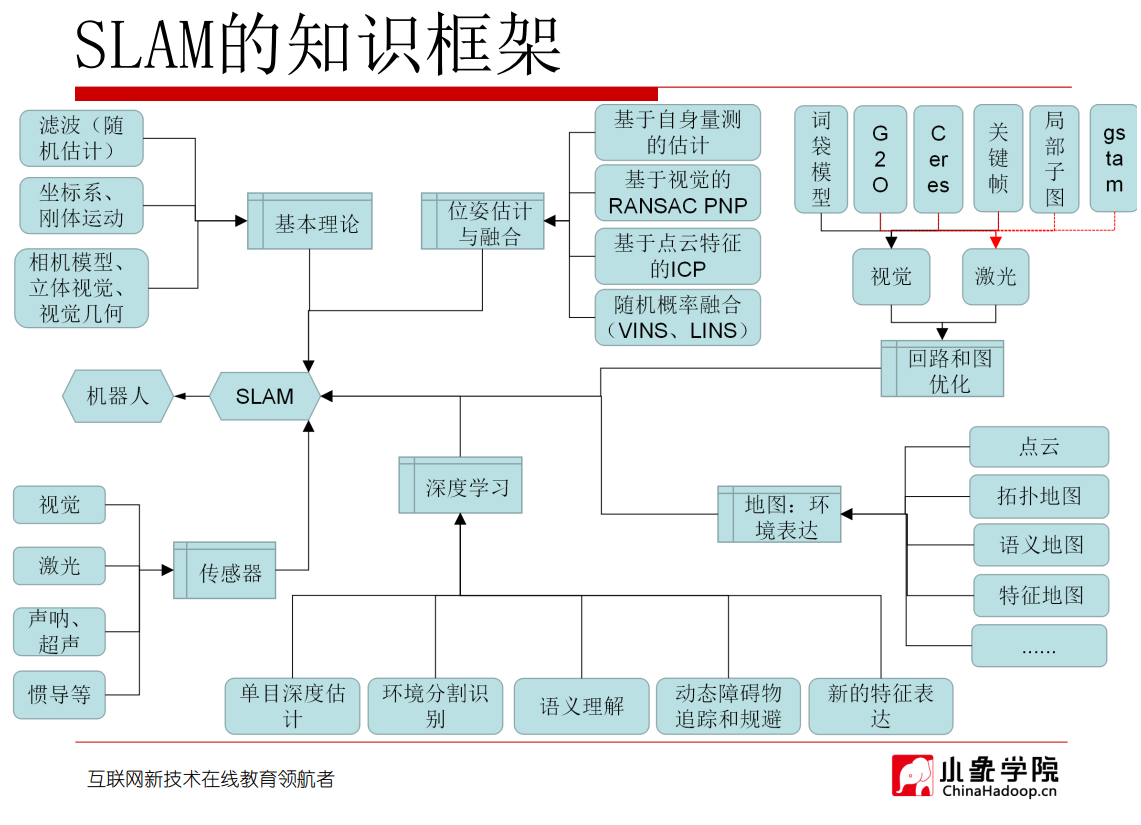 SLAM的知识框架
滤波（随
机估计）
坐标系、
刚体运动
相机模型、
立体视觉、
视觉几何
基本理论
位姿估计
与融合
基于自身量测
的估计
基于视觉的
RANSAC PNP
基于点云特征
的ICP
随机概率融合
（VINS、LINS）
词
袋
模
型
G
2
O
C
er
es
关
键
帧
局
部
子
图
gs
ta
m
视觉
激光
回路和图
优化
机器人
SLAM
深度学习
地图：环
境表达
点云
拓扑地图
语义地图
特征地图
......
视觉
激光
声呐、
超声
惯导等
传感器
单目深度估
计
环境分割识
别
语义理解
动态障碍物
追踪和规避
新的特征表
达
互联网新技术在线教育领航者
小象学院
ChinaHadoop.cn